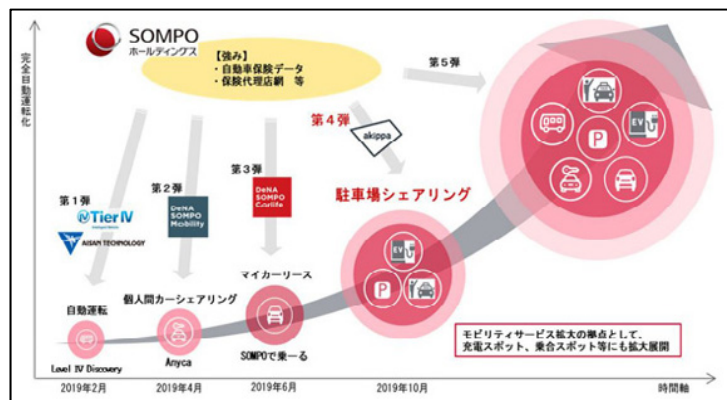 SOMPO
ホールディングス
【強み】
・自動車保険データ
・保険代理店網 等
完全自動運転化
第1弾
Tier IV
AISAN TECHNOLOGY
第2弾
DeNA
SOMPO
Mobility
第3弾
DeNA
SOMPO
Carlife
第4弾
akippa
第5弾
駐車場シェアリング
自動運転
Level Ⅳ Discovery
個人間カーシェアリング
Anyca
マイカーリース
SOMPOで乗ーる
EV
P
EV
P
モビリティサービス拡大の拠点として、
充電スポット、乗合スポット等にも拡大展開
2019年2月
2019年4月
2019年6月
2019年10月
時間軸